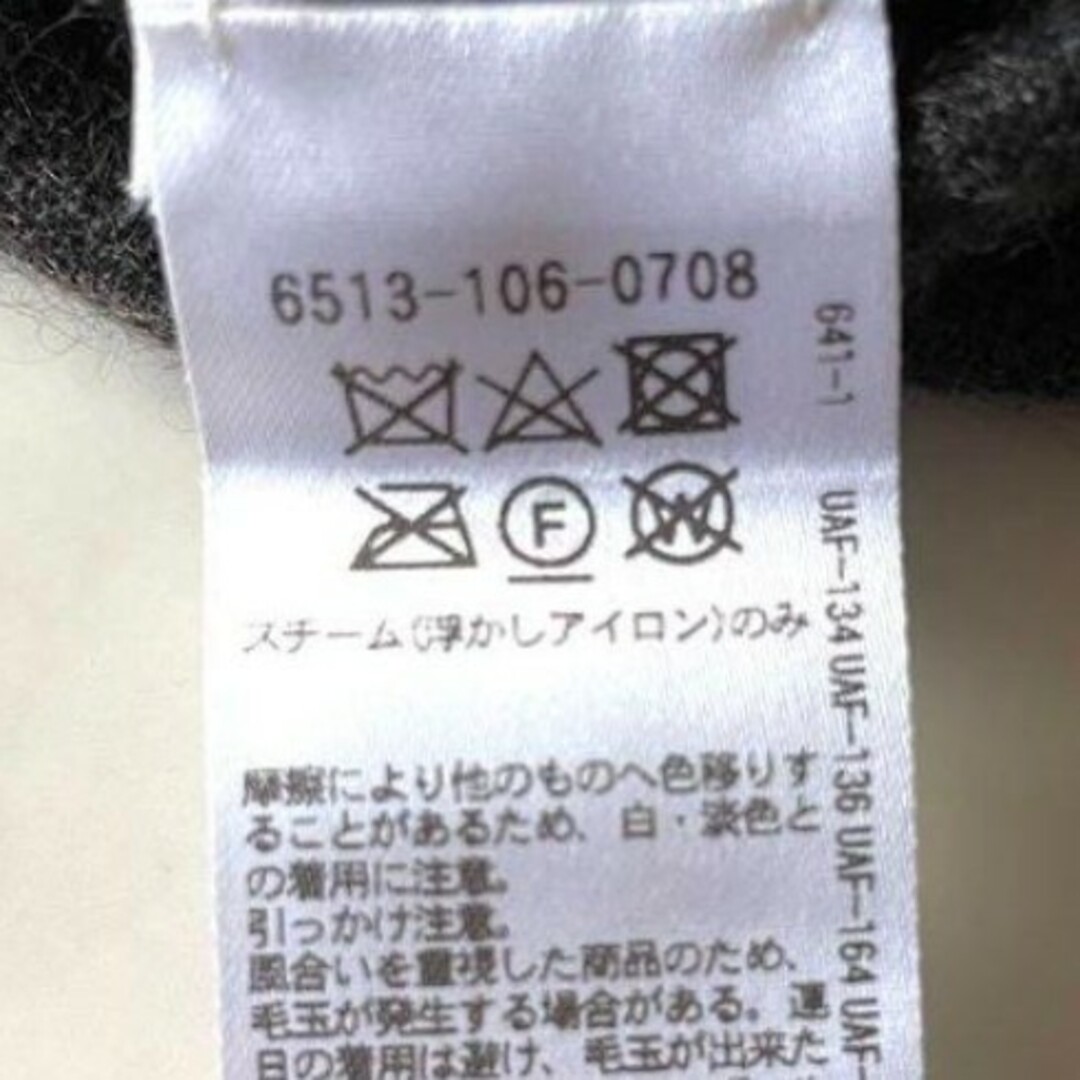 6513-106-0708
F
W
スチーム(浮かしアイロン)のみ
摩擦により他のものへ色移りす
ることがあるため、白・淡色と
の着用に注意。
引っかけ注意。
風合いを重視した商品のため、
毛玉が発生する場合がある。連
日の着用は避け、毛玉が出来た
641-1 UAF-134 UAF-136 UAF-164 UAF-